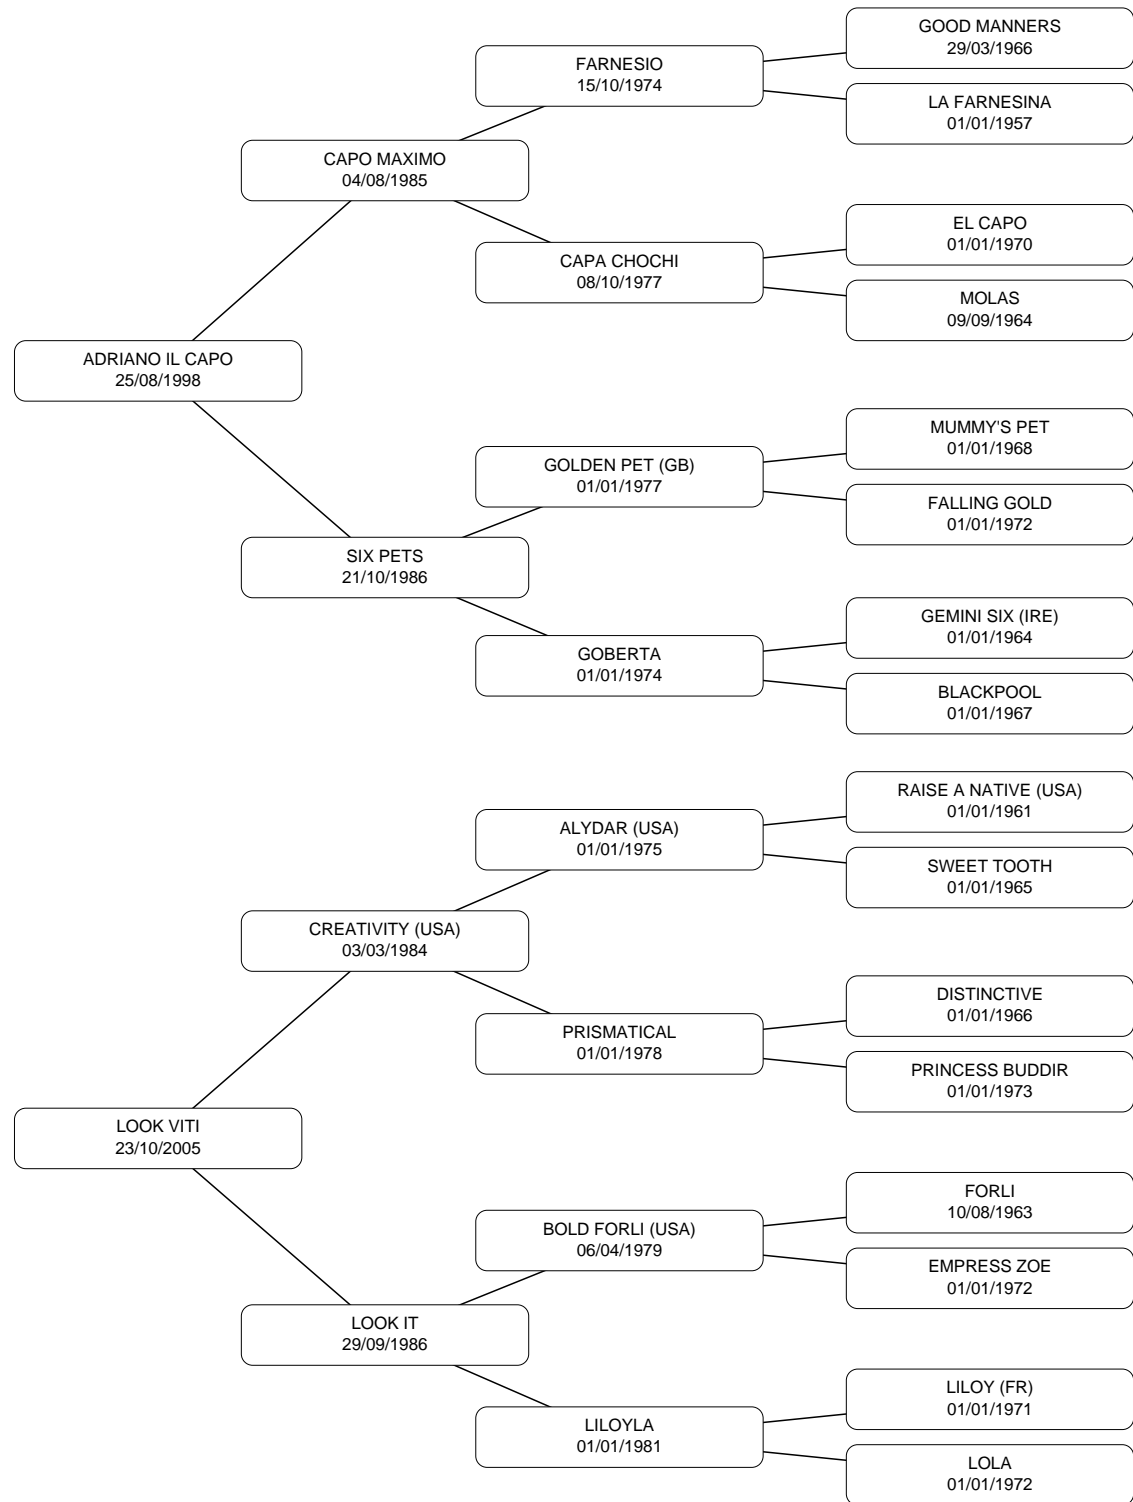 GOOD MANNERS
29/03/1966
FARNESIO
15/10/1974
LA FARNESINA
01/01/1957
CAPO MAXIMO
04/08/1985
EL CAPO
01/01/1970
CAPA CHOCHI
08/10/1977
MOLAS
09/09/1964
ADRIANO IL CAPO
25/08/1998
MUMMY'S PET
01/01/1968
GOLDEN PET (GB)
01/01/1977
FALLING GOLD
01/01/1972
SIX PETS
21/10/1986
GEMINI SIX (IRE)
01/01/1964
GOBERTA
01/01/1974
BLACKPOOL
01/01/1967
RAISE A NATIVE (USA)
01/01/1961
ALYDAR (USA)
01/01/1975
SWEET TOOTH
01/01/1965
CREATIVITY (USA)
03/03/1984
DISTINCTIVE
01/01/1966
PRISMATICAL
01/01/1978
PRINCESS BUDDIR
01/01/1973
LOOK VITI
23/10/2005
FORLI
10/08/1963
BOLD FORLI (USA)
06/04/1979
EMPRESS ZOE
01/01/1972
LOOK IT
29/09/1986
LILOY (FR)
01/01/1971
LILOYLA
01/01/1981
LOLA
01/01/1972